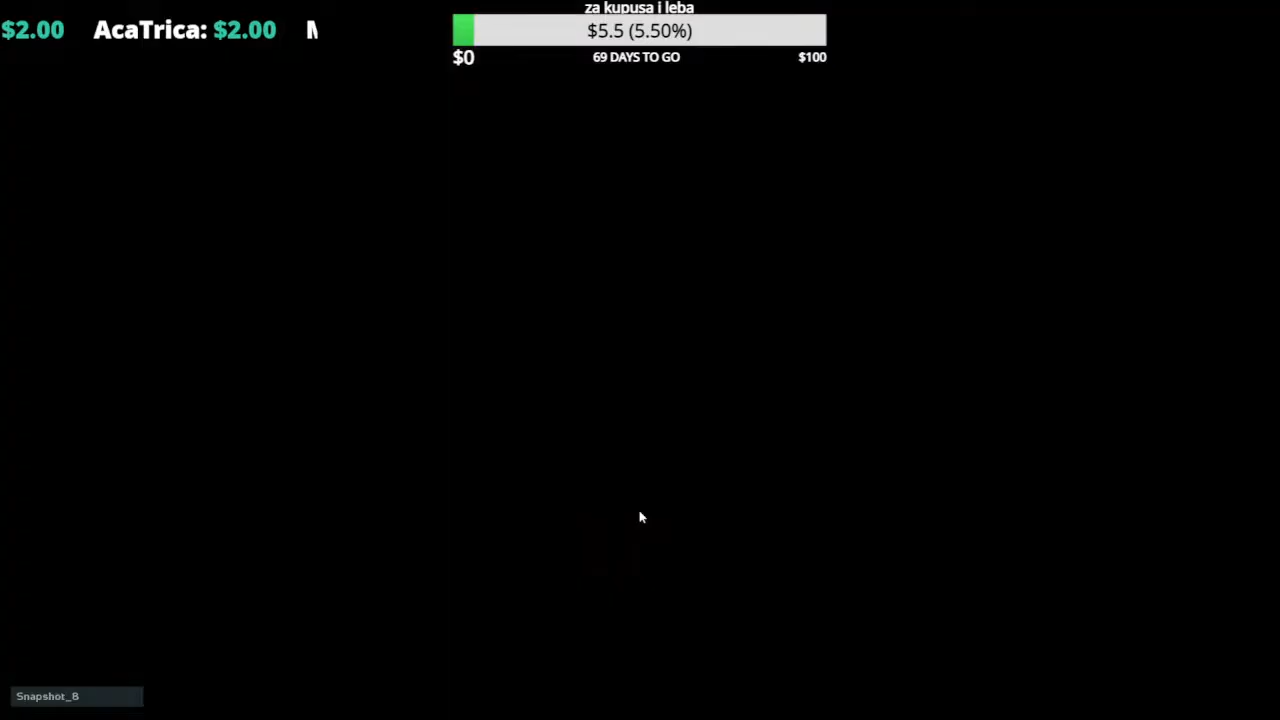 za kupusa i leba
$2.00 AcaTrica: $2.00 M
$5.5 (5.50%)
$0 69 DAYS TO GO $100
Snapshot_8